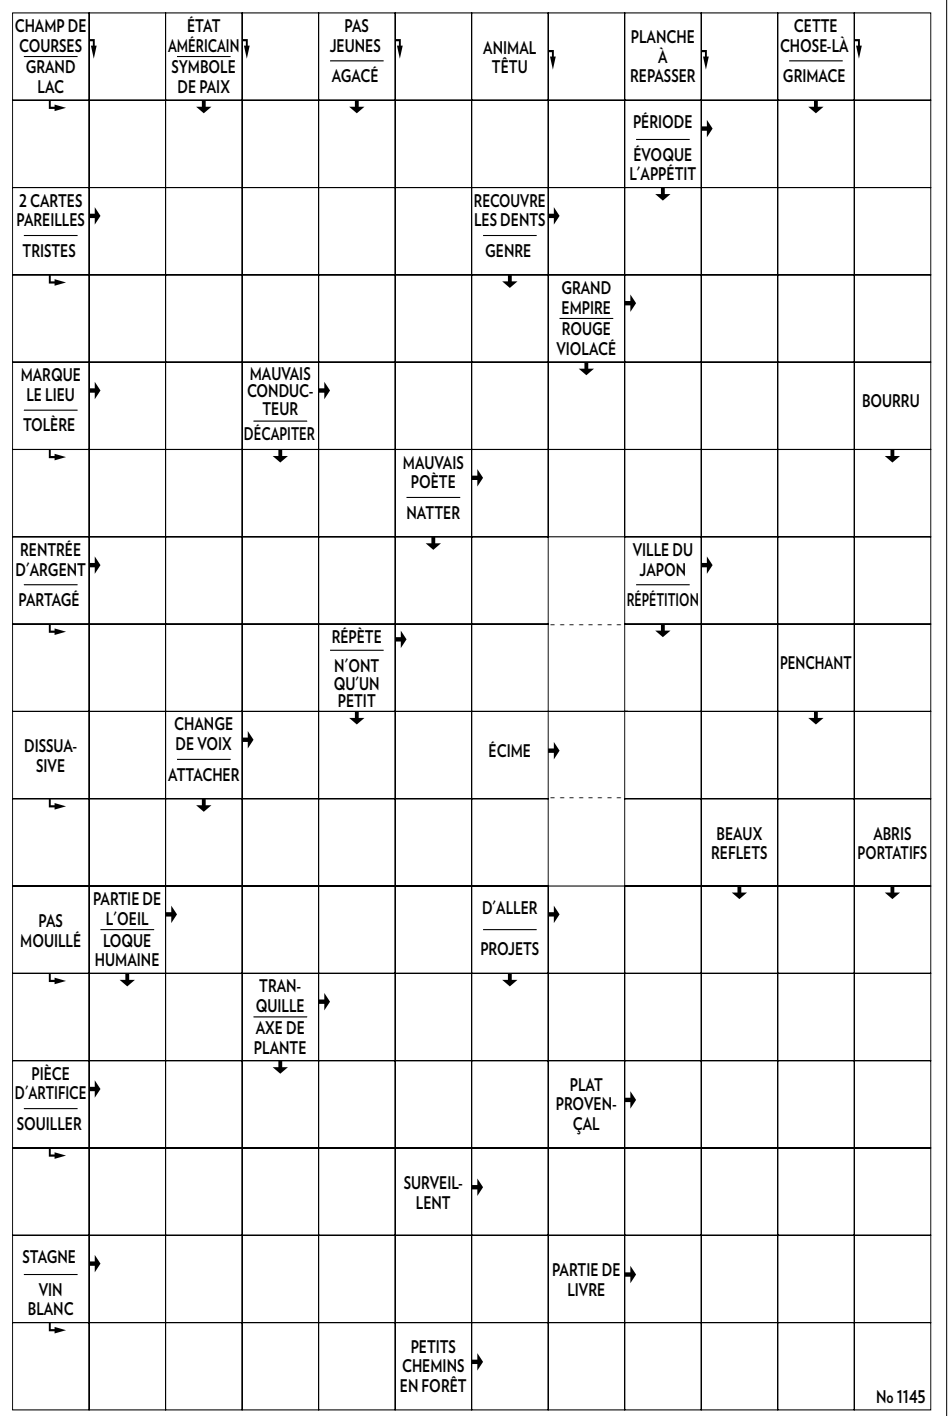 CHAMP DE
COURSES
GRAND
LAC
ÉTAT
AMÉRICAIN
SYMBOLE
DE PAIX
PAS
JEUNES
AGACÉ
ANIMAL
TÊTU
PLANCHE
À
REPASSER
CETTE
CHOSE-LÀ
GRIMACE
PÉRIODE
ÉVOQUE
L'APPÉTIT
2 CARTES
PAREILLES
TRISTES
RECOUVRE
LES DENTS
GENRE
GRAND
EMPIRE
ROUGE
VIOLACÉ
MARQUE
LE LIEU
TOLÈRE
MAUVAIS
CONDUC-
TEUR
DÉCAPITER
BOURRU
MAUVAIS
POÈTE
NATTER
RENTRÉE
D'ARGENT
PARTAGÉ
VILLE DU
JAPON
RÉPÉTITION
RÉPÈTE
N'ONT
QU'UN
PETIT
PENCHANT
DISSUA-
SIVE
CHANGE
DE VOIX
ATTACHER
ÉCIME
BEAUX
REFLETS
ABRIS
PORTATIFS
PAS
MOUILLÉ
PARTIE DE
L'OEIL
LOQUE
HUMAINE
D'ALLER
PROJETS
TRAN-
QUILLE
AXE DE
PLANTE
PIÈCE
D'ARTIFICE
SOUILLER
PLAT
PROVEN-
ÇAL
SURVEIL-
LENT
STAGNE
VIN
BLANC
PARTIE DE
LIVRE
PETITS
CHEMINS
EN FORÊT
No 1145